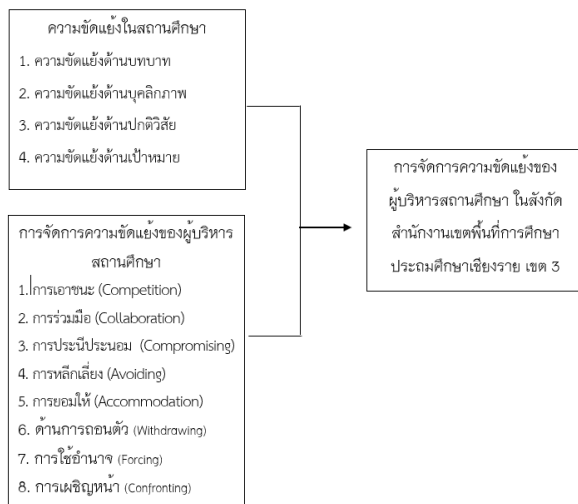 ความขัดแย้งในสถานศึกษา
1. ความขัดแย้งด้านบทบาท
2. ความขัดแย้งด้านบุคลิกภาพ
3. ความขัดแย้งด้านปกติวิสัย
4. ความขัดแย้งด้านเป้าหมาย
การจัดการความขัดแย้งของผู้บริหาร
สถานศึกษา
1. การเอาชนะ (Competition)
2. การร่วมมือ (Collaboration)
3. การประนีประนอม (Compromising)
4. การหลีกเลี่ยง (Avoiding)
5. การยอมให้ (Accommodation)
6. ด้านการถอนตัว (Withdrawing)
7. การใช้อำนาจ (Forcing)
8. การเผชิญหน้า (Confronting)
การจัดการความขัดแย้งของ
ผู้บริหารสถานศึกษา ในสังกัด
สำนักงานเขตพื้นที่การศึกษา
ประถมศึกษาเชียงราย เขต 3